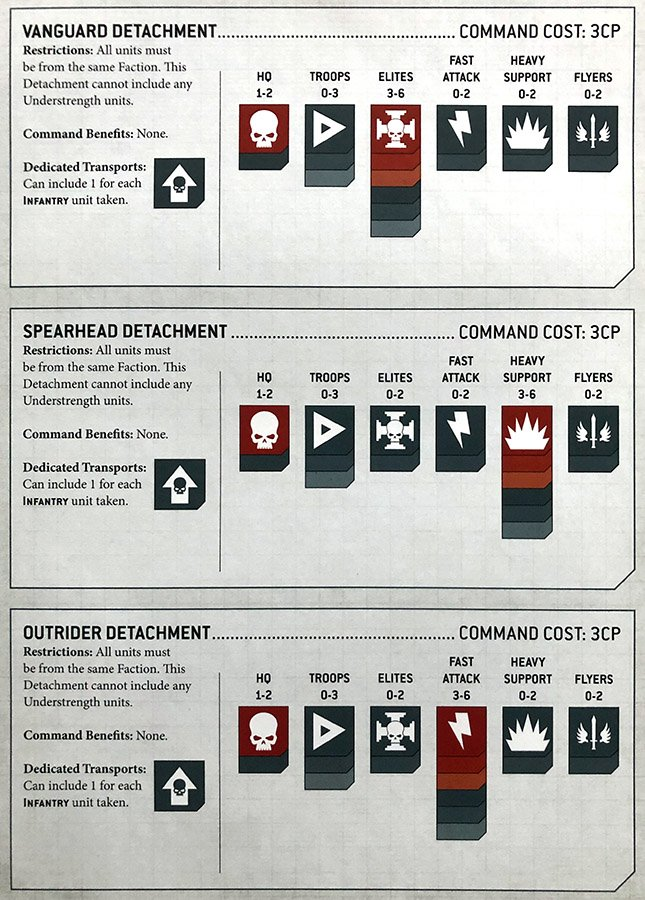 VANGUARD DETACHMENT........................................ COMMAND COST: 3CP
Restrictions: All units must
be from the same Faction. This
Detachment cannot include any
Understrength units.
Command Benefits: None.
Dedicated Transports:
Can include 1 for each
INFANTRY unit taken.
HQ
1-2
TROOPS
0-3
ELITES
3-6
FAST
ATTACK
0-2
HEAVY
SUPPORT
0-2
FLYERS
0-2
SPEARHEAD DETACHMENT ...................................... COMMAND COST: 3CP
Restrictions: All units must
be from the same Faction. This
Detachment cannot include any
Understrength units.
Command Benefits: None.
Dedicated Transports:
Can include 1 for each
INFANTRY unit taken.
HQ
1-2
TROOPS
0-3
ELITES
0-2
FAST
ATTACK
0-2
HEAVY
SUPPORT
3-6
FLYERS
0-2
OUTRIDER DETACHMENT......................................... COMMAND COST: 3CP
Restrictions: All units must
be from the same Faction. This
Detachment cannot include any
Understrength units.
Command Benefits: None.
Dedicated Transports:
Can include 1 for each
INFANTRY unit taken.
HQ
1-2
TROOPS
0-3
ELITES
0-2
FAST
ATTACK
3-6
HEAVY
SUPPORT
0-2
FLYERS
0-2